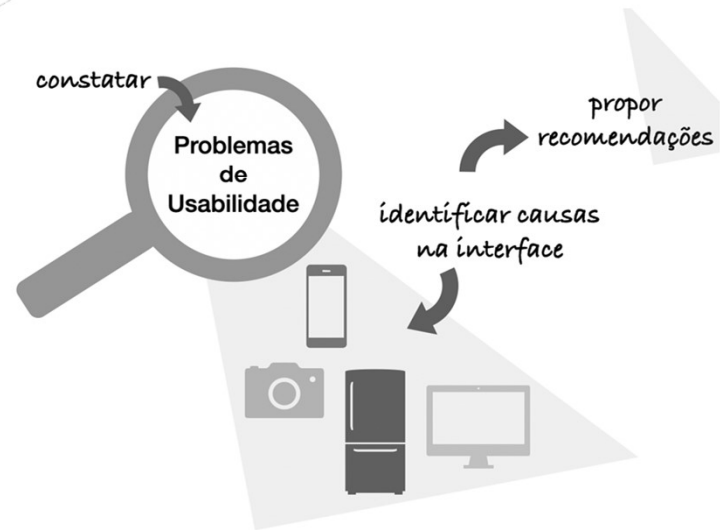 constatar
Problemas
de
Usabilidade
propor
recomendações
identificar causas
na interface